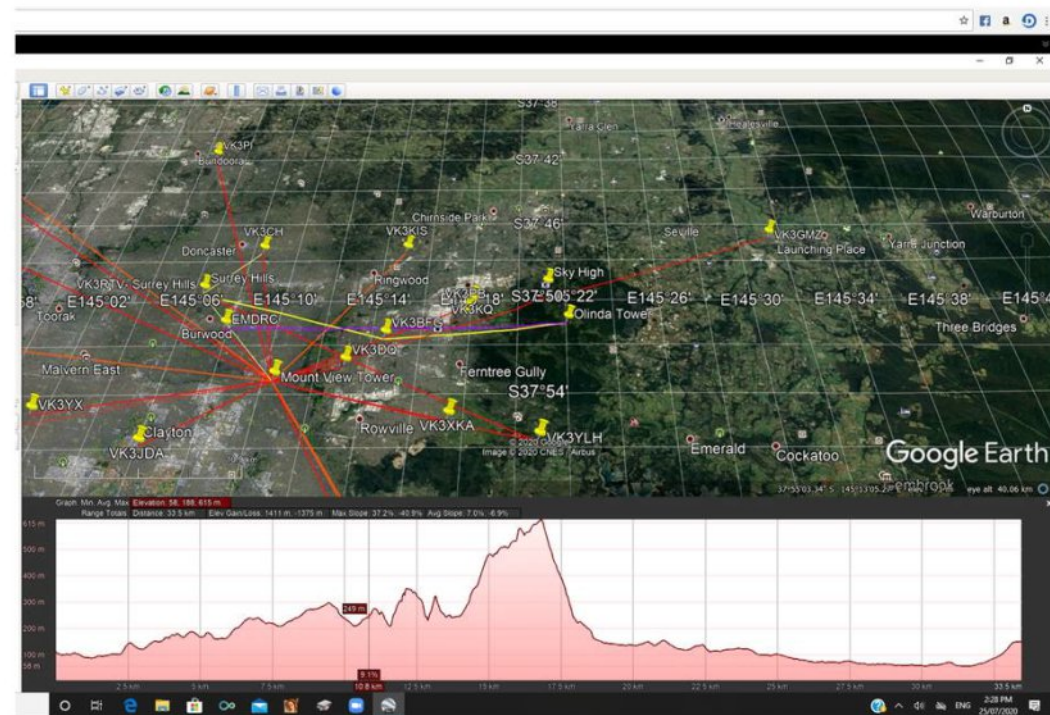 a
S37°38'
Yarra Glen
Healesville
VK3PI
Bundoora
S37°42'
Chirnside Park
S37°46'
Warburton
VK3CH
VK3KIS
Doncaster
Seville
VK3GMZ
Launching Place
Yarra Junction
VK3RTV- Surrey Hills
Surrey Hills
Ringwood
Sky High
E145°02'
E145°06'
E145°10'
E145°14'
S37°50
E145°26'
E145°30'
E145°34'
E145°38'
Toorak
EMDRC
VK3KQ
Olinda Tower
Burwood
VK3BFG
Three Bridges
VK3DQ
Malvern East
Mount View Tower
Ferntree Gully
S37°54'
VK3YX
Clayton
Rowville
VK3XKA
VK3YLH
VK3JDA
Emerald
Cockatoo
Google Earth
© 2020 Google
Image © 2020 CNES / Airbus
eye alt 40.06 km
Graph: Min, Avg, Max Elevation: 58, 188, 615 m
Range Totals: Distance: 33.5 km Elev Gain/Loss: 1411 m, -1375 m Max Slope: 37.2%, -40.9% Avg Slope: 7.0%, -6.9%
615 m
500 m
400 m
300 m
249 m
200 m
100 m
58 m
9.1%
2.5 km 5 km 7.5 km 10.8 km 12.5 km 15 km 17.5 km 20 km 22.5 km 25 km 27.5 km 30 km 33.5 km
ENG
2:28 PM
25/07/2020